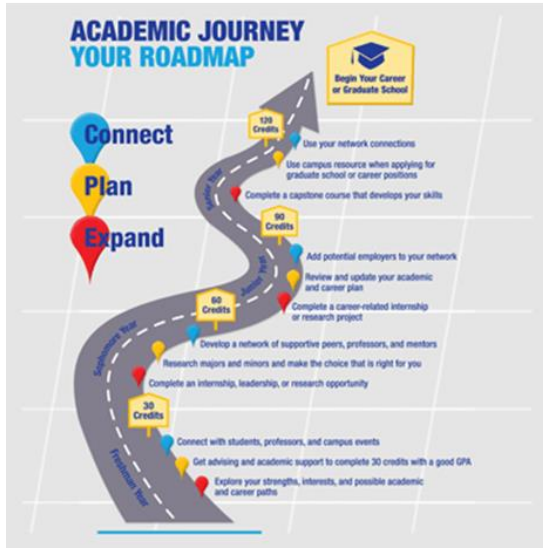 ACADEMIC JOURNEY
YOUR ROADMAP
Begin Your Career
or Graduate School
Connect
Plan
Expand
120
Credits
Use your network connections
Use campus resource when applying for
graduate school or career positions
Complete a capstone course that develops your skills
Senior Year
90
Credits
Add potential employers to your network
Review and update your academic
and career plan
Complete a career-related internship
or research project
Junior Year
60
Credits
Develop a network of supportive peers, professors, and mentors
Research majors and minors and make the choice that is right for you
Complete an internship, leadership, or research opportunity
Sophomore Year
30
Credits
Connect with students, professors, and campus events
Get advising and academic support to complete 30 credits with a good GPA
Explore your strengths, interests, and possible academic
and career paths
Freshman Year